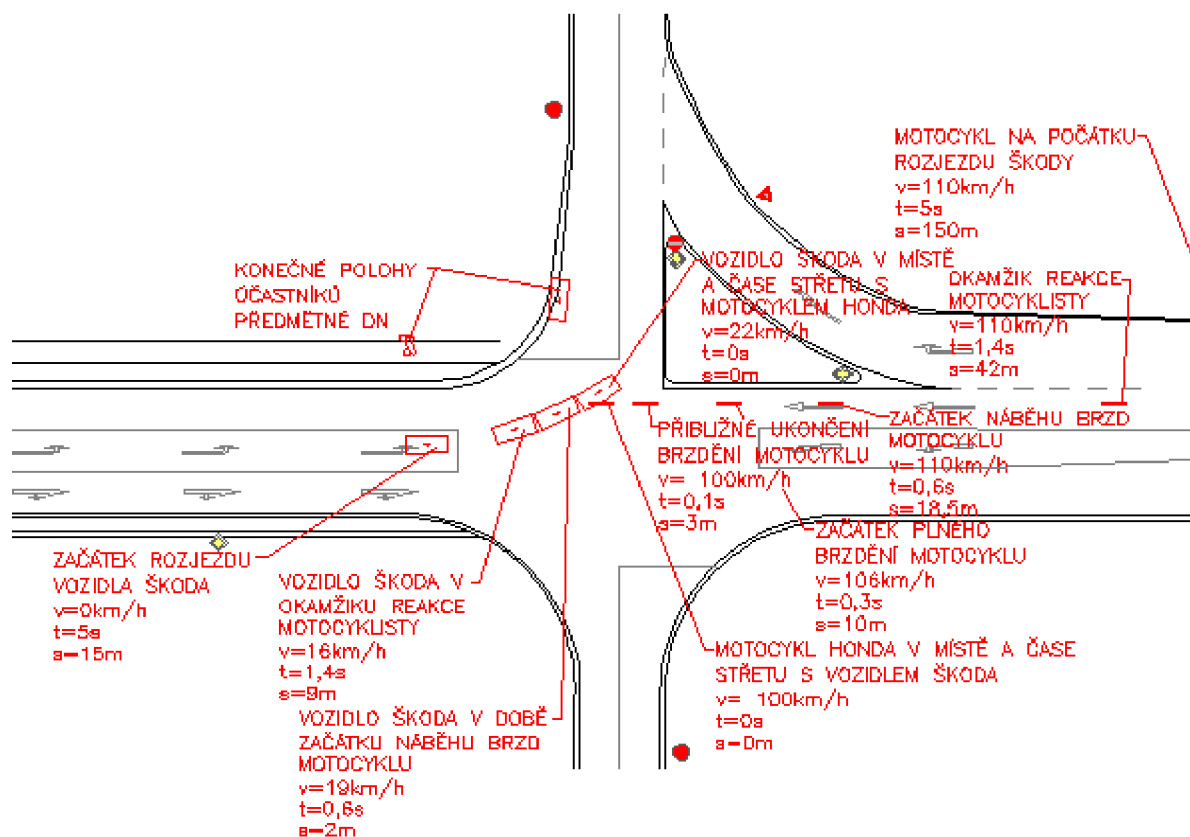 MOTOCYKL NA POČÁTKU
ROZJEZDU ŠKODY
v=110km/h
t=5s
s=150m
KONEČNÉ POLOHY
ÚČASTNÍKŮ
PŘEDMĚTNÉ DN
VOZIDLO ŠKODA V MÍSTĚ
A ČASE STŘETU S
MOTOCYKLEM HONDA
v=22km/h
t=0s
s=0m
OKAMŽIK REAKCE
MOTOCYKLISTY
v=110km/h
t=1,4s
s=42m
PŘIBLIŽNÉ UKONČENÍ
BRZDĚNÍ MOTOCYKLU
v= 100km/h
t=0,1s
s=3m
ZAČÁTEK NÁBĚHU BRZD
MOTOCYKLU
v=110km/h
t=0,6s
s=18,5m
ZAČÁTEK PLNÉHO
BRZDĚNÍ MOTOCYKLU
v=106km/h
t=0,3s
s=10m
ZAČÁTEK ROZJEZDU
VOZIDLA ŠKODA
v=0km/h
t=5s
s=15m
VOZIDLO ŠKODA V
OKAMŽIKU REAKCE
MOTOCYKLISTY
v=16km/h
t=1,4s
s=9m
MOTOCYKL HONDA V MÍSTĚ A ČASE
STŘETU S VOZIDLEM ŠKODA
v= 100km/h
t=0s
s=0m
VOZIDLO ŠKODA V DOBĚ
ZAČÁTKU NÁBĚHU BRZD
MOTOCYKLU
v=19km/h
t=0,6s
s=2m